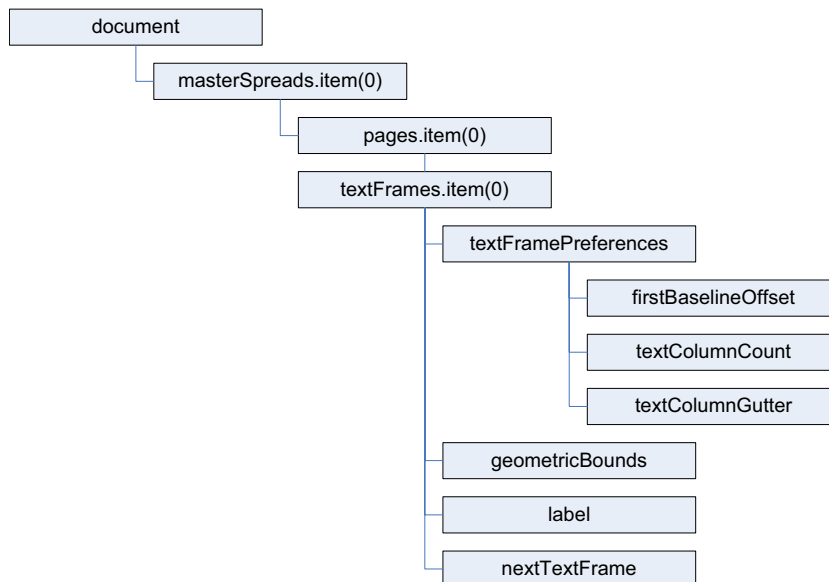 document
masterSpreads.item(0)
pages.item(0)
textFrames.item(0)
textFramePreferences
firstBaselineOffset
textColumnCount
textColumnGutter
geometricBounds
label
nextTextFrame